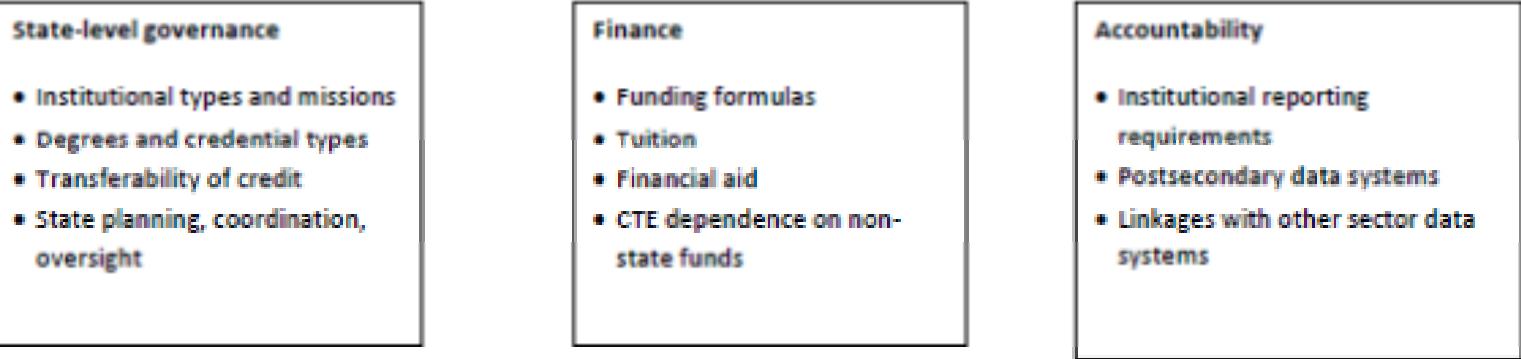 State-level governance
• Institutional types and missions
• Degrees and credential types
• Transferability of credit
• State planning, coordination,
oversight
Finance
• Funding formulas
• Tuition
• Financial aid
• CTE dependence on non-
state funds
Accountability
• Institutional reporting
requirements
• Postsecondary data systems
• Linkages with other sector data
systems